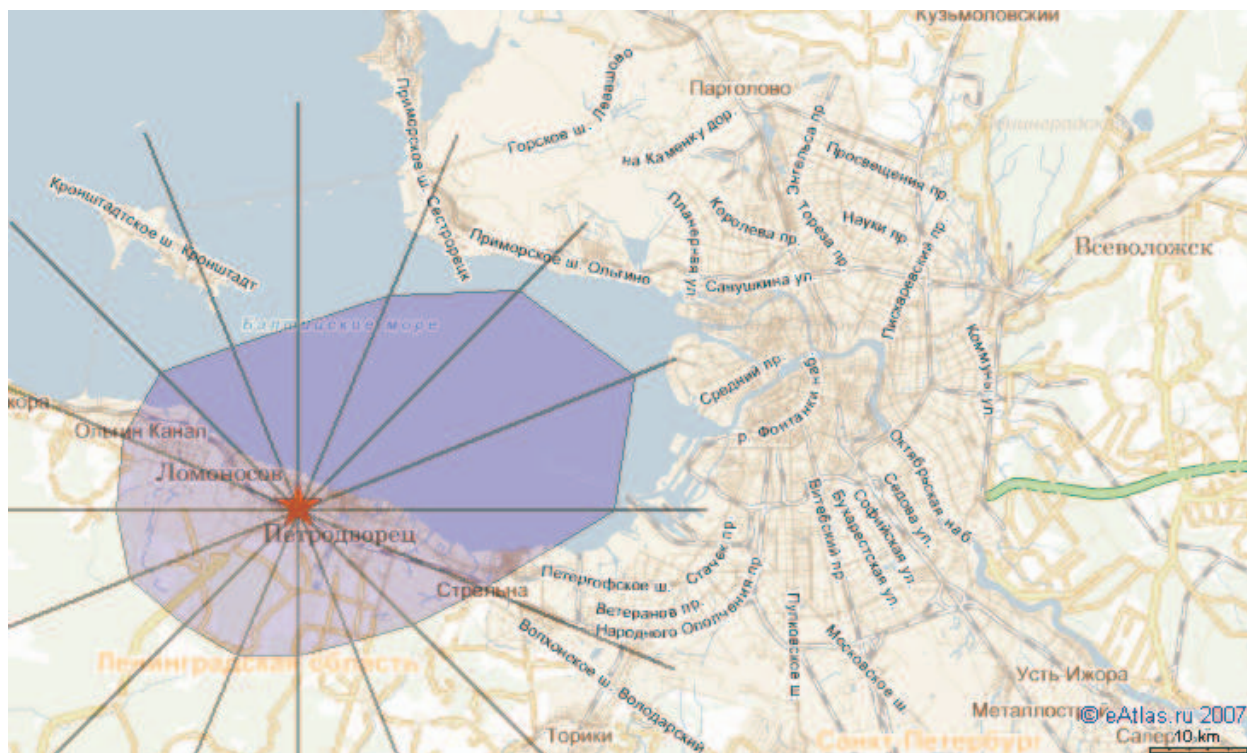 Кузьмоловский
Парголово
Приморское ш. Сестрорецк
Горское ш. Левашово
на Каменку дор.
Энгельса пр.
Просвещения пр.
Кронштадтское ш. Кронштадт
Приморское ш. Ольгино
Планерная ул
Королева пр.
Тореза пр.
Науки пр.
Пискаревский пр.
Всеволожск
Савушкина ул
Балтийское море
Коммуны ул
Средний пр.
р. Фонтанки наб
Ольгин Канал
Ломоносов
Петродворец
Октябрьская наб
Седова ул.
Софийская ул
Бухарестская ул.
Витебский пр
Стачек пр
Петергофское ш.
Стрельна
Ветеранов пр.
Народного Ополчения пр
Пулковское ш
Московское ш.
Волхонское ш. Володарский
Ленинградская область
Усть Ижора
Металлострой
©eAtlas.ru 2007
Торики
Санкт-Петербург
10 km